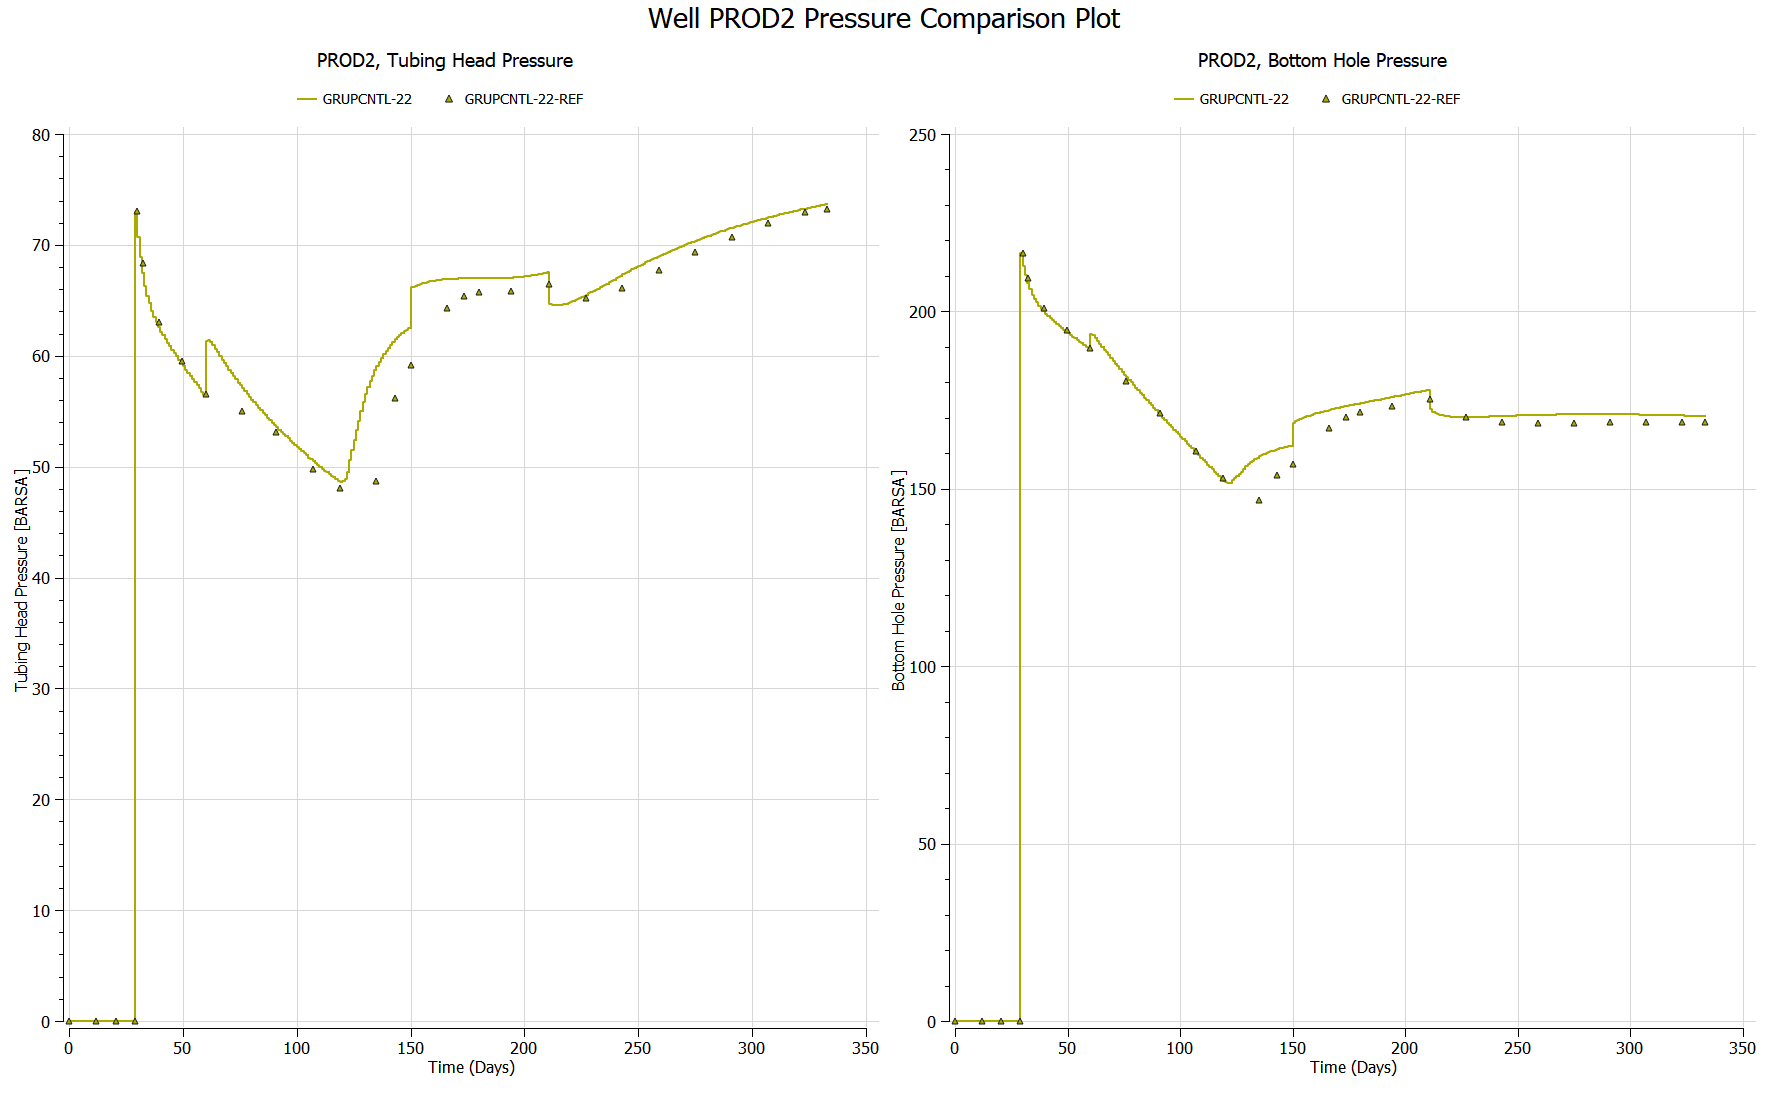 Well PROD2 Pressure Comparison Plot
PROD2, Tubing Head Pressure
GRUPCNTL-22 GRUPCNTL-22-REF
Tubing Head Pressure [BARSA]
80
70
60
50
40
30
20
10
0
0 50 100 150 200 250 300 350
Time (Days)
PROD2, Bottom Hole Pressure
GRUPCNTL-22 GRUPCNTL-22-REF
Bottom Hole Pressure [BARSA]
250
200
150
100
50
0
0 50 100 150 200 250 300 350
Time (Days)